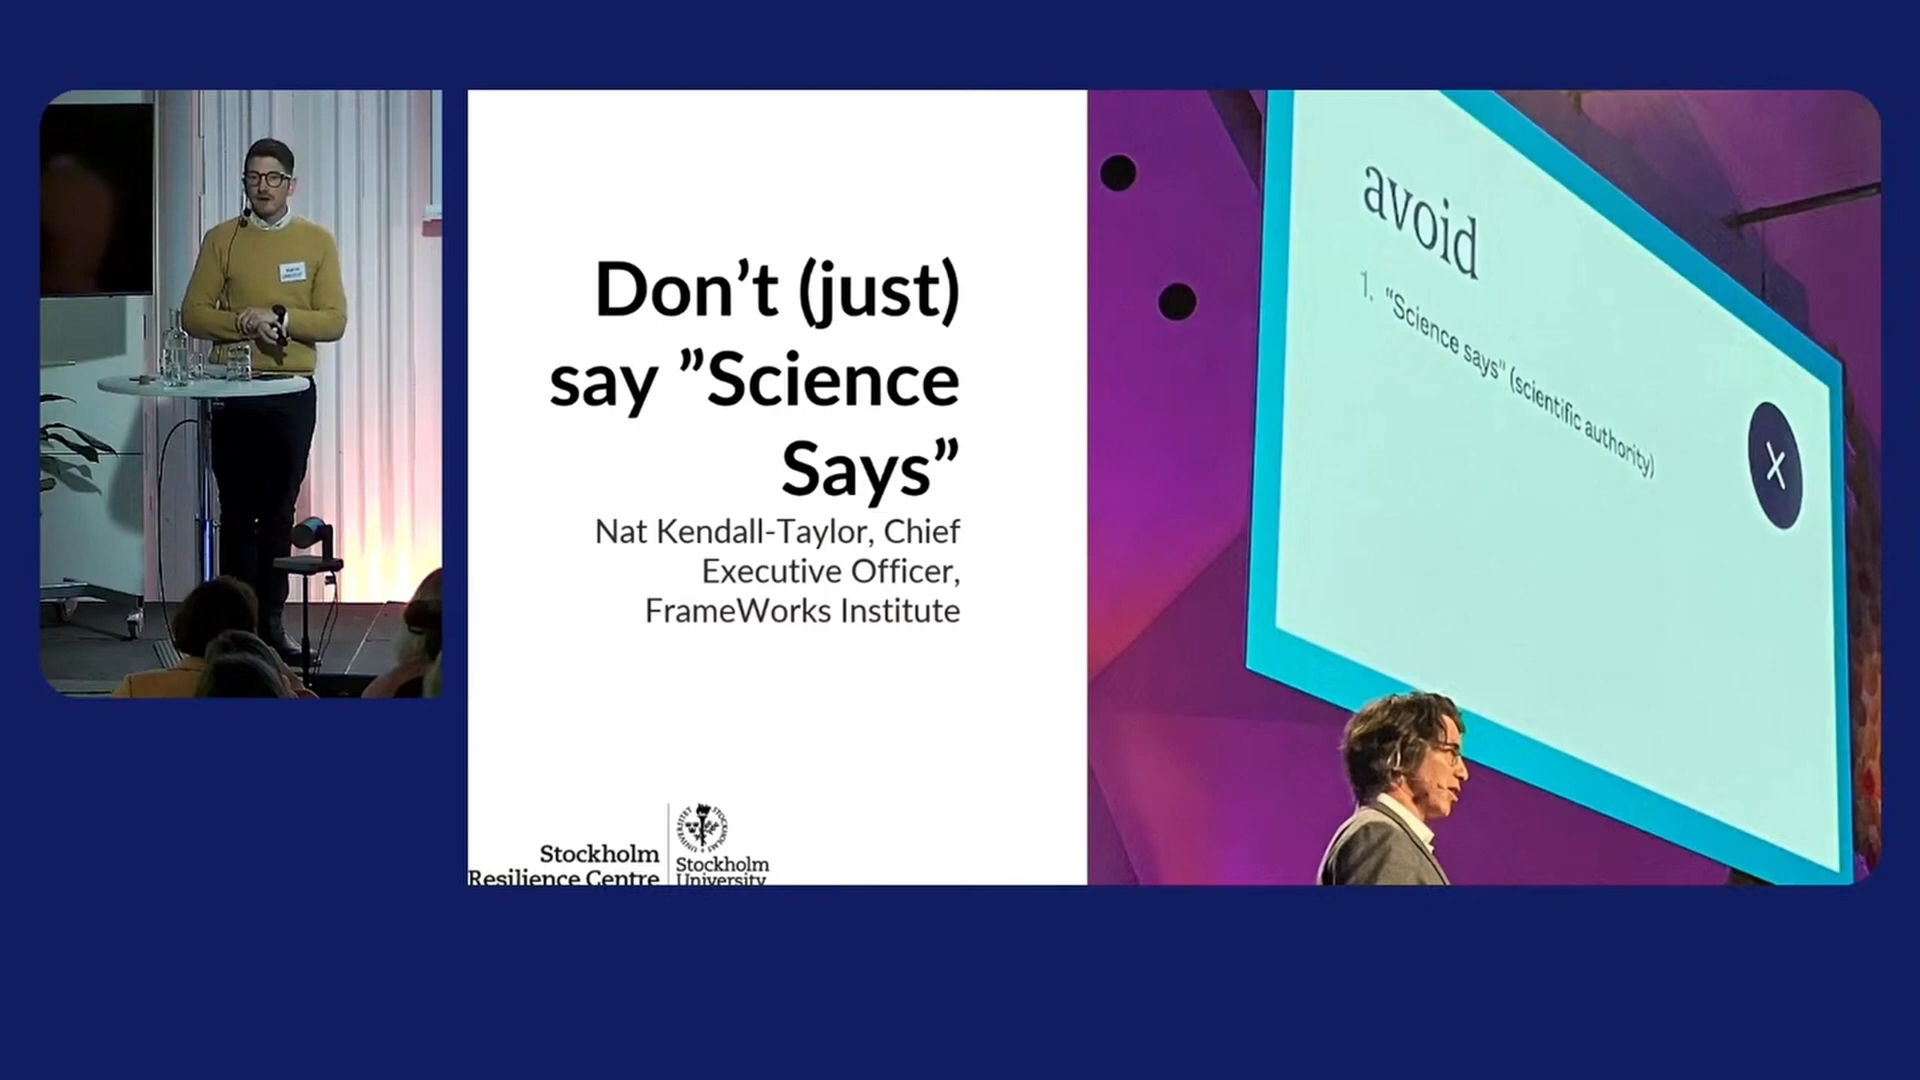 Don’t (just)
say ”Science
Says”
Nat Kendall-Taylor, Chief
Executive Officer,
FrameWorks Institute
Stockholm
Resilience Centre
Stockholm
University
avoid
1. “Science says” (scientific authority)